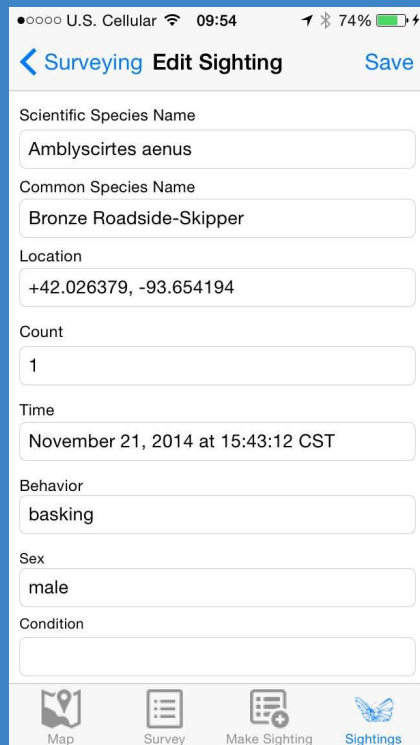 U.S. Cellular 09:54 74%
Surveying Edit Sighting Save
Scientific Species Name
Amblyscirtes aenus
Common Species Name
Bronze Roadside-Skipper
Location
+42.026379, -93.654194
Count
1
Time
November 21, 2014 at 15:43:12 CST
Behavior
basking
Sex
male
Condition
Map Survey Make Sighting Sightings